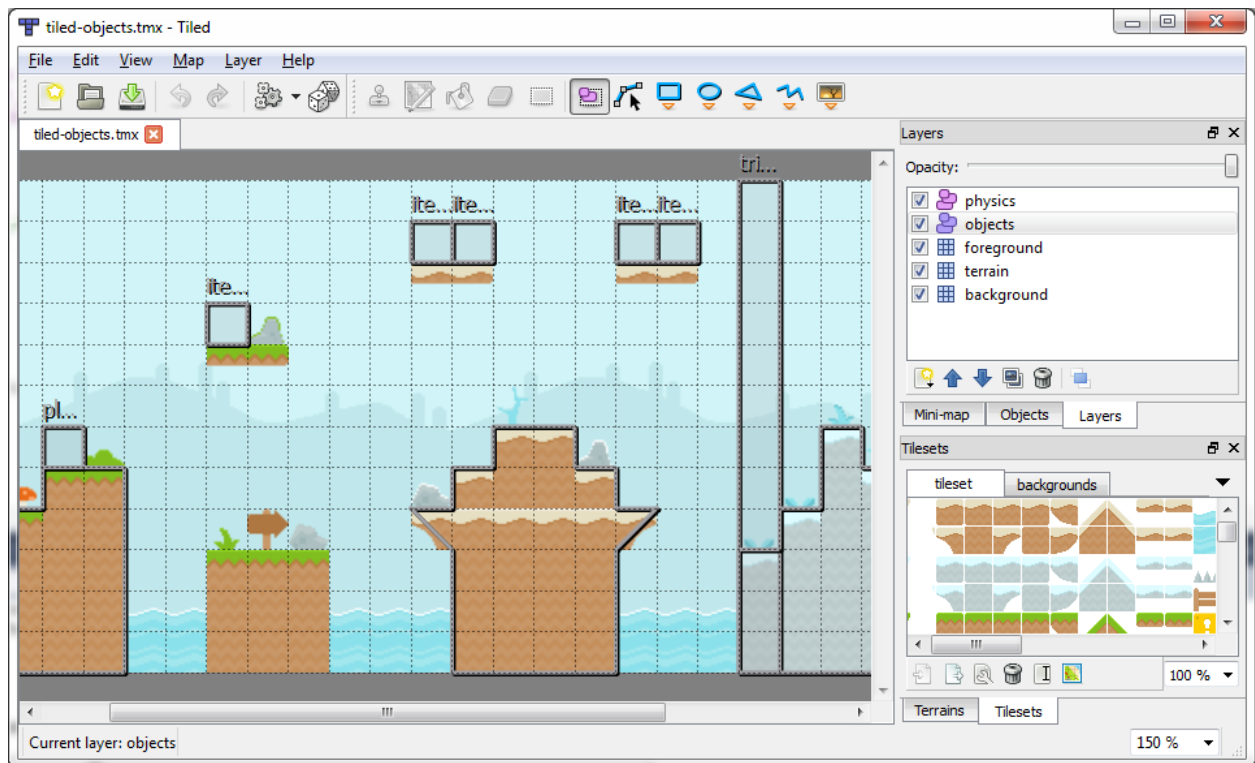 tiled-objects.tmx - Tiled
File Edit View Map Layer Help
tiled-objects.tmx
tri...
ite...ite...
ite...ite...
ite...
pl...
Current layer: objects
150 %
Layers
Opacity:
physics
objects
foreground
terrain
background
Mini-map Objects Layers
Tilesets
tileset backgrounds
100 %
Terrains Tilesets